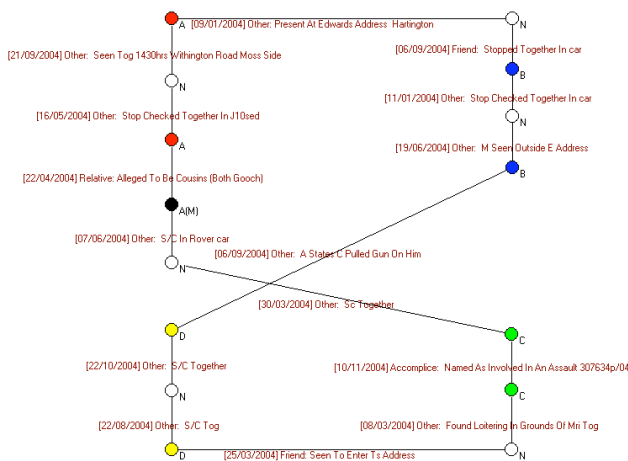 A
[09/01/2004] Other: Present At Edwards Address Hartington
N
[21/09/2004] Other: Seen Tog 1430hrs Withington Road Moss Side
[06/09/2004] Friend: Stopped Together In car
B
N
[11/01/2004] Other: Stop Checked Together In car
[16/05/2004] Other: Stop Checked Together In J10sed
N
A
[19/06/2004] Other: M Seen Outside E Address
B
[22/04/2004] Relative: Alleged To Be Cousins (Both Gooch)
A(M)
[07/06/2004] Other: S/C In Rover car
[06/09/2004] Other: A States C Pulled Gun On Him
N
[30/03/2004] Other: Sc Together
D
C
[22/10/2004] Other: S/C Together
[10/11/2004] Accomplice: Named As Involved In An Assault 307634p/04
N
C
[22/08/2004] Other: S/C Tog
[08/03/2004] Other: Found Loitering In Grounds Of Mri Tog
D
[25/03/2004] Friend: Seen To Enter Ts Address
N